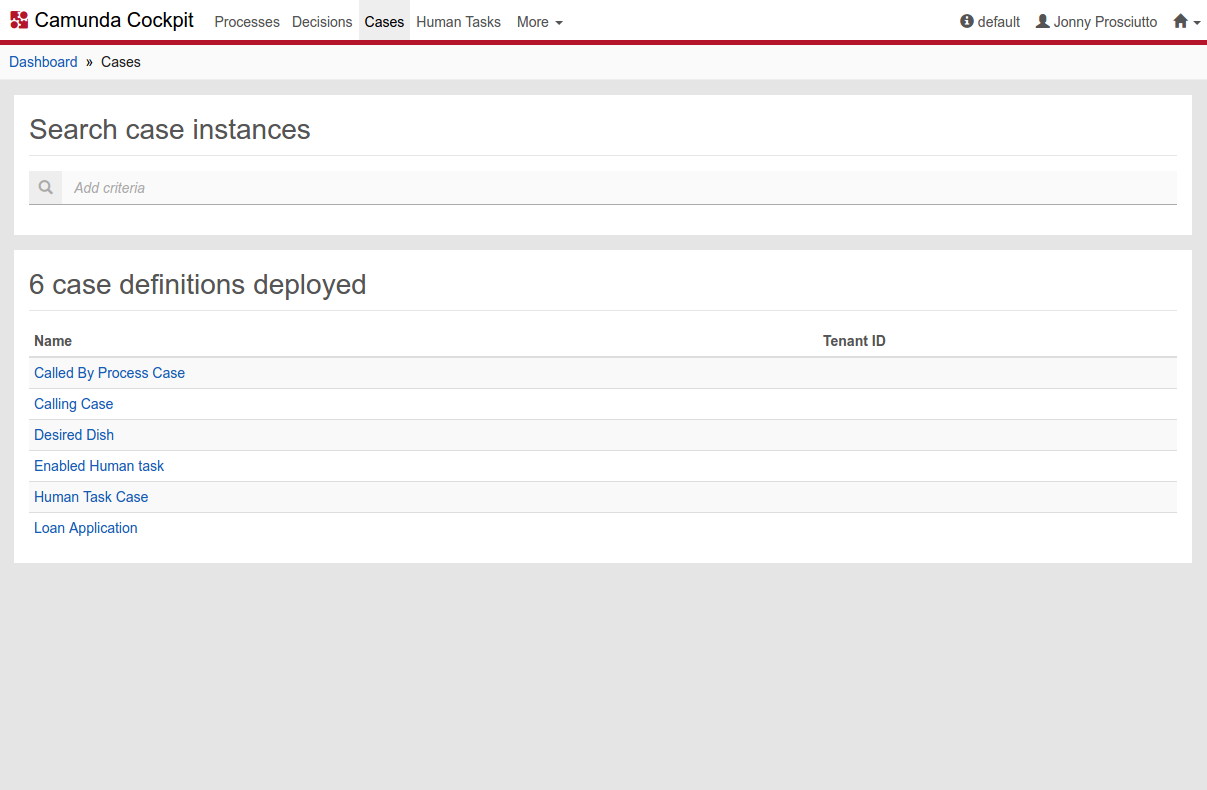 Camunda Cockpit Processes Decisions Cases Human Tasks More default Jonny Prosciutto
Dashboard » Cases
Search case instances
Add criteria
6 case definitions deployed
Name Tenant ID
Called By Process Case
Calling Case
Desired Dish
Enabled Human task
Human Task Case
Loan Application